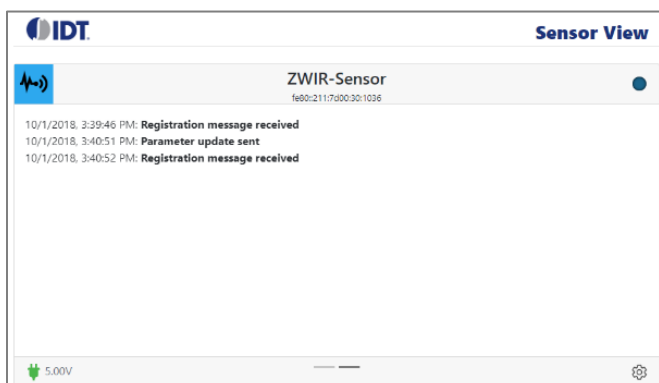 IDT.
Sensor View
ZWIR-Sensor
fe80::211:7d00:30:1036
10/1/2018, 3:39:46 PM: Registration message received
10/1/2018, 3:40:51 PM: Parameter update sent
10/1/2018, 3:40:52 PM: Registration message received
5.00V